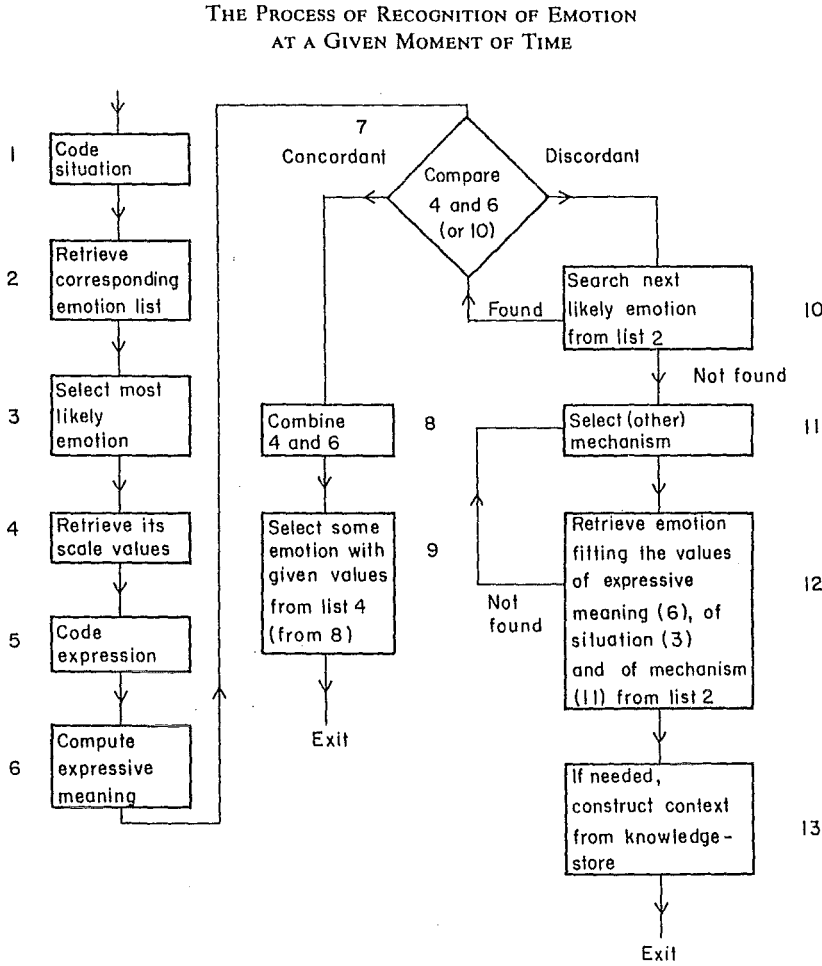 THE PROCESS OF RECOGNITION OF EMOTION
AT A GIVEN MOMENT OF TIME
1
Code
situation
2
Retrieve
corresponding
emotion list
3
Select most
likely
emotion
4
Retrieve its
scale values
5
Code
expression
6
Compute
expressive
meaning
7
Concordant
Compare
4 and 6
(or 10)
Discordant
Search next
likely emotion
from list 2
10
Found
Not found
Combine
4 and 6
8
Select some
emotion with
given values
from list 4
(from 8)
9
Exit
Select (other)
mechanism
11
Retrieve emotion
fitting the values
of expressive
meaning (6), of
situation (3)
and of mechanism
(11) from list 2
12
Not
found
If needed,
construct context
from knowledge-
store
13
Exit